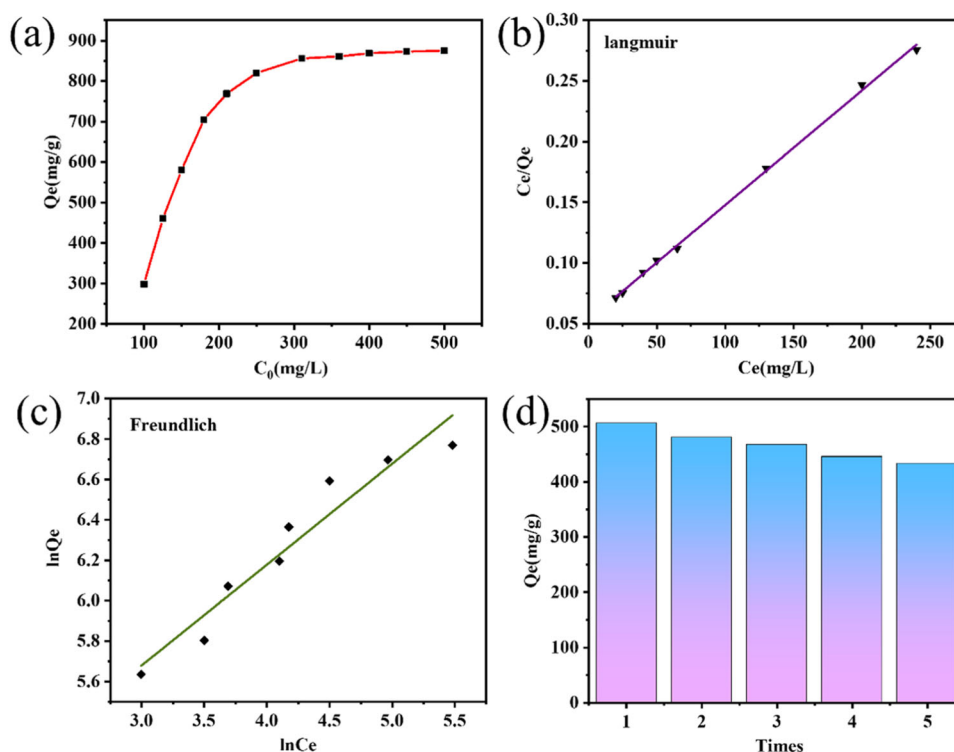 (a)
900
800
700
600
500
400
300
200
Qe(mg/g)
100 200 300 400 500
C₀(mg/L)
(b)
langmuir
0.30
0.25
0.20
0.15
0.10
0.05
Ce/Qe
0 50 100 150 200
Ce(mg/L)
(c)
Freundlich
7.0
6.8
6.6
6.4
6.2
6.0
5.8
5.6
lnQe
3.0 3.5 4.0 4.5 5.0 5.5
lnCe
(d)
500
400
300
200
100
0
Qe(mg/g)
1 2 3 4 5
Times